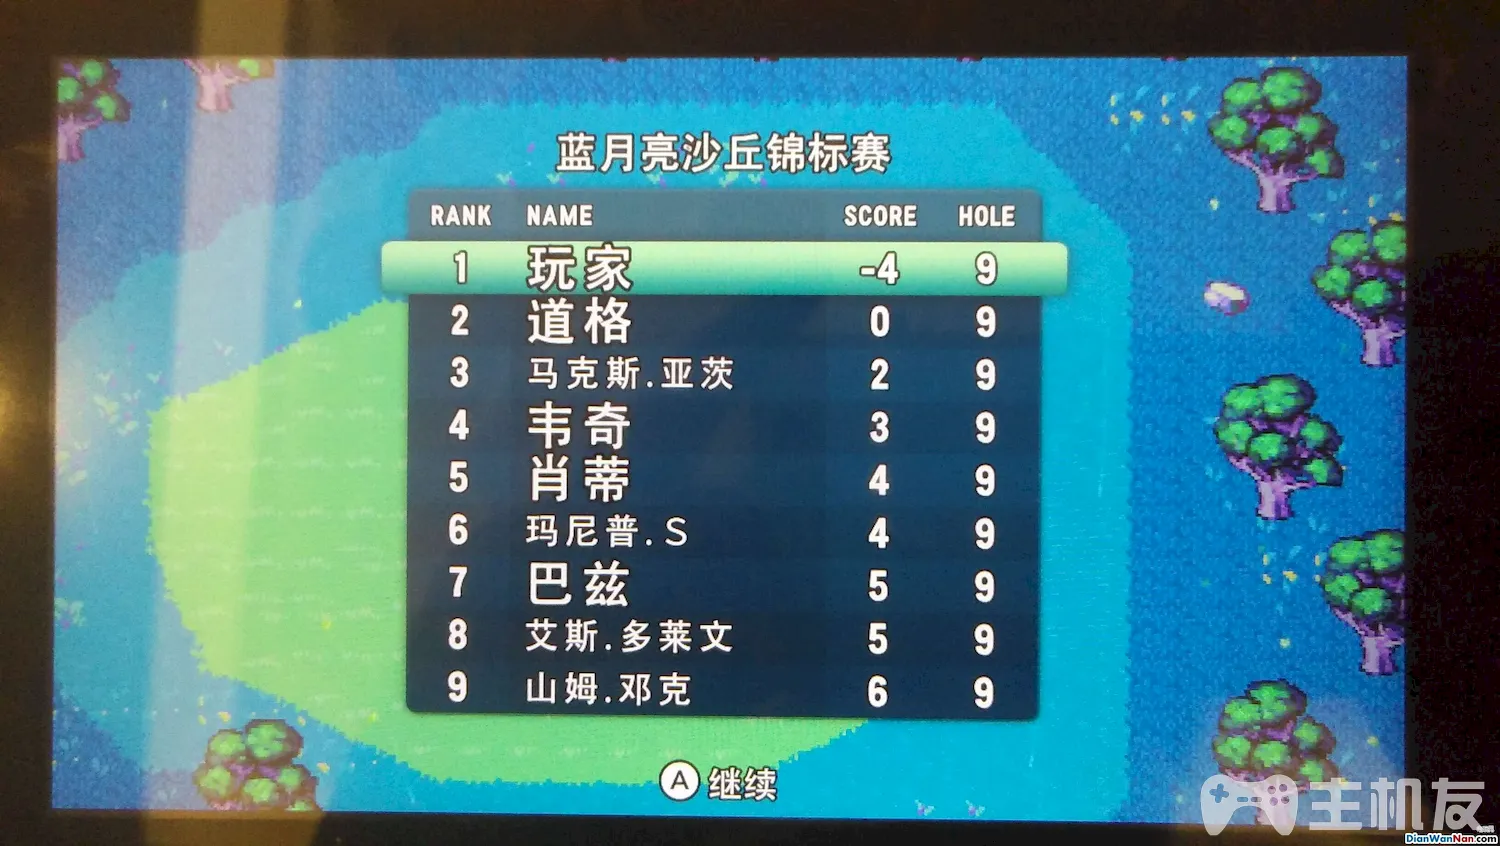 蓝月亮沙丘锦标赛
RANK NAME SCORE HOLE
1 玩家 -4 9
2 道格 0 9
3 马克斯.亚茨 2 9
4 韦奇 3 9
5 肖蒂 4 9
6 玛尼普.S 4 9
7 巴兹 5 9
8 艾斯.多莱文 5 9
9 山姆.邓克 6 9
A 继续
主机友
DianWanNan.com